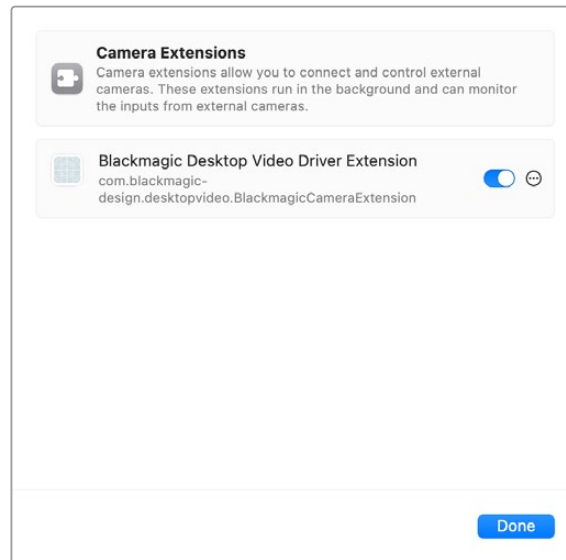 Camera Extensions
Camera extensions allow you to connect and control external
cameras. These extensions run in the background and can monitor
the inputs from external cameras.
Blackmagic Desktop Video Driver Extension
com.blackmagic-
design.desktopvideo.BlackmagicCameraExtension
Done